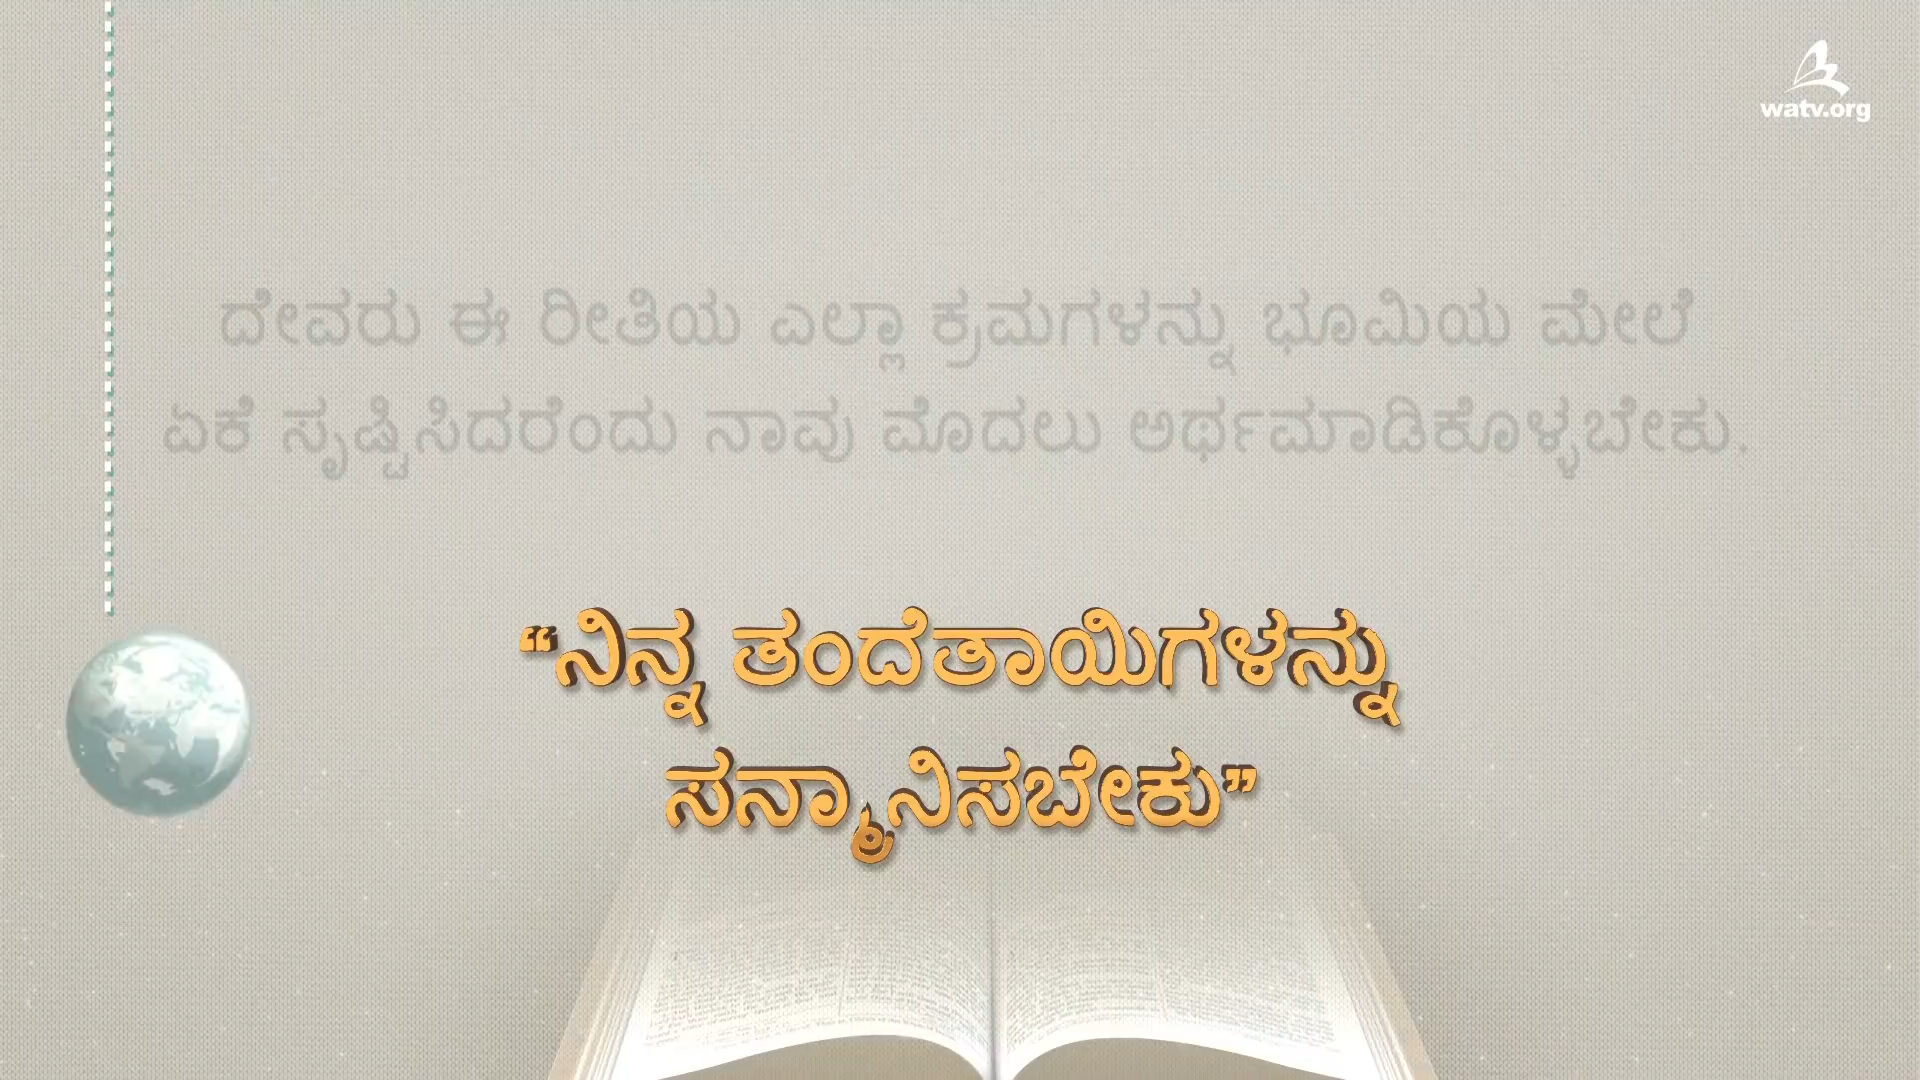 watv.org
ದೇವರು ಈ ರೀತಿಯ ಎಲ್ಲಾ ಕ್ರಮಗಳನ್ನು ಭೂಮಿಯ ಮೇಲೆ
ಏಕೆ ಸೃಷ್ಟಿಸಿದರೆಂದು ನಾವು ಮೊದಲು ಅರ್ಥಮಾಡಿಕೊಳ್ಳಬೇಕು.
“ನಿನ್ನ ತಂದೆತಾಯಿಗಳನ್ನು
ಸನ್ಮಾನಿಸಬೇಕು”